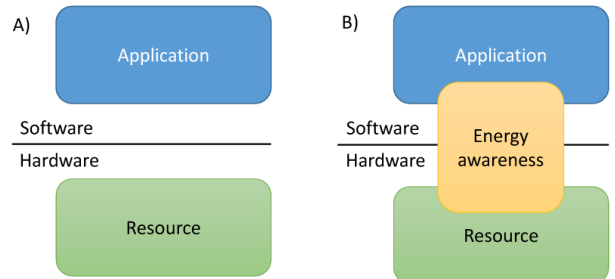 A)
Application
Software
Hardware
Resource
B)
Application
Software
Hardware
Energy
awareness
Resource